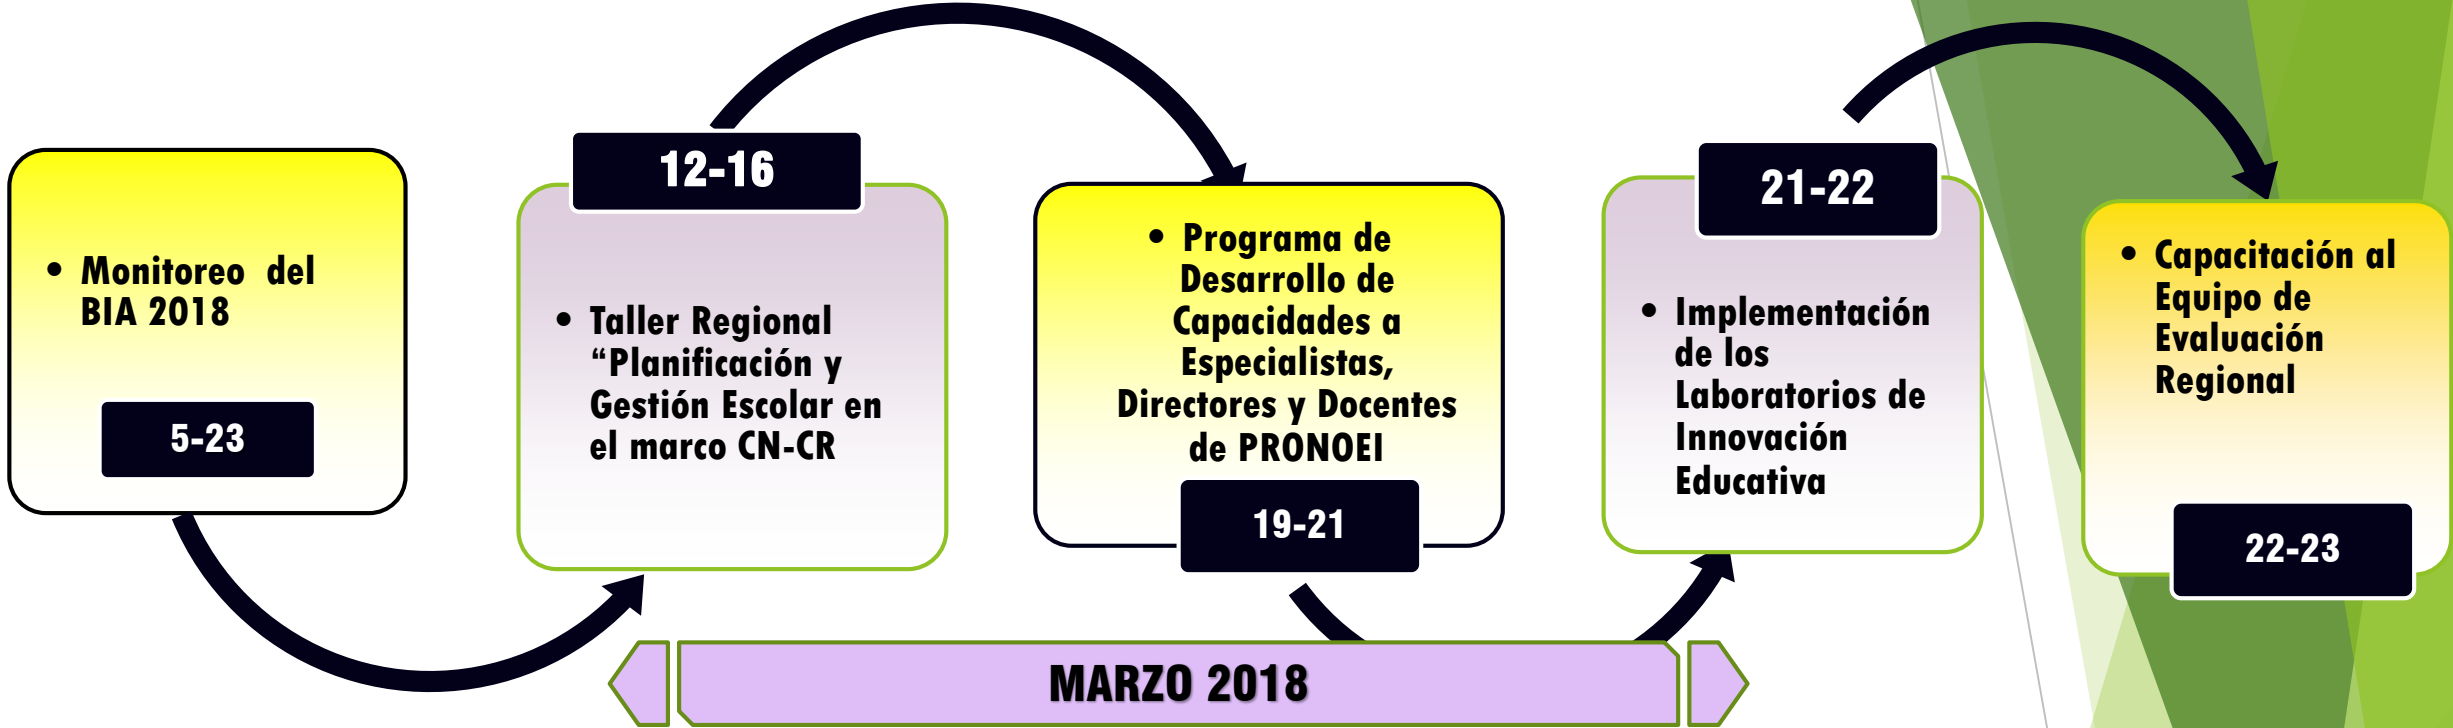 • Monitoreo del
BIA 2018
5-23
12-16
• Taller Regional
“Planificación y
Gestión Escolar en
el marco CN-CR
• Programa de
Desarrollo de
Capacidades a
Especialistas,
Directores y Docentes
de PRONOEI
19-21
21-22
• Implementación
de los
Laboratorios de
Innovación
Educativa
• Capacitación al
Equipo de
Evaluación
Regional
22-23
MARZO 2018